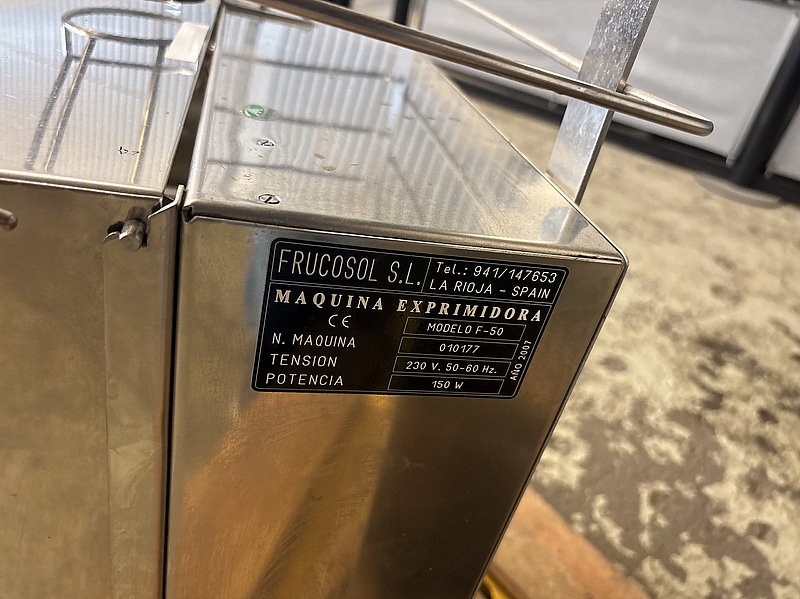 FRUCOSOL S.L.
Tel.: 941/147653
LA RIOJA - SPAIN
MAQUINA EXPRIMIDORA
CE
MODELO F-50
N. MAQUINA 010177
TENSION 230 V. 50-60 Hz.
POTENCIA 150 W
AÑO 2007